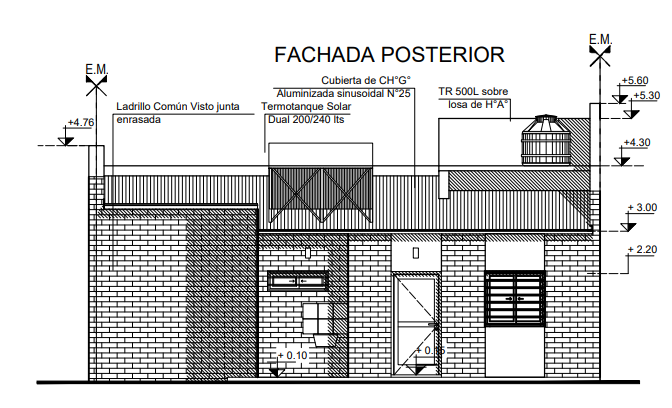 FACHADA POSTERIOR
E.M.
E.M.
Cubierta de CH°G°
Aluminizada sinusoidal N°25
Ladrillo Común Visto junta
enrasada
Termotanque Solar
Dual 200/240 lts
TR 500L sobre
losa de H°A°
+5.60
+5.30
+4.76
+4.30
+ 3.00
+ 2.20
+ 0.10